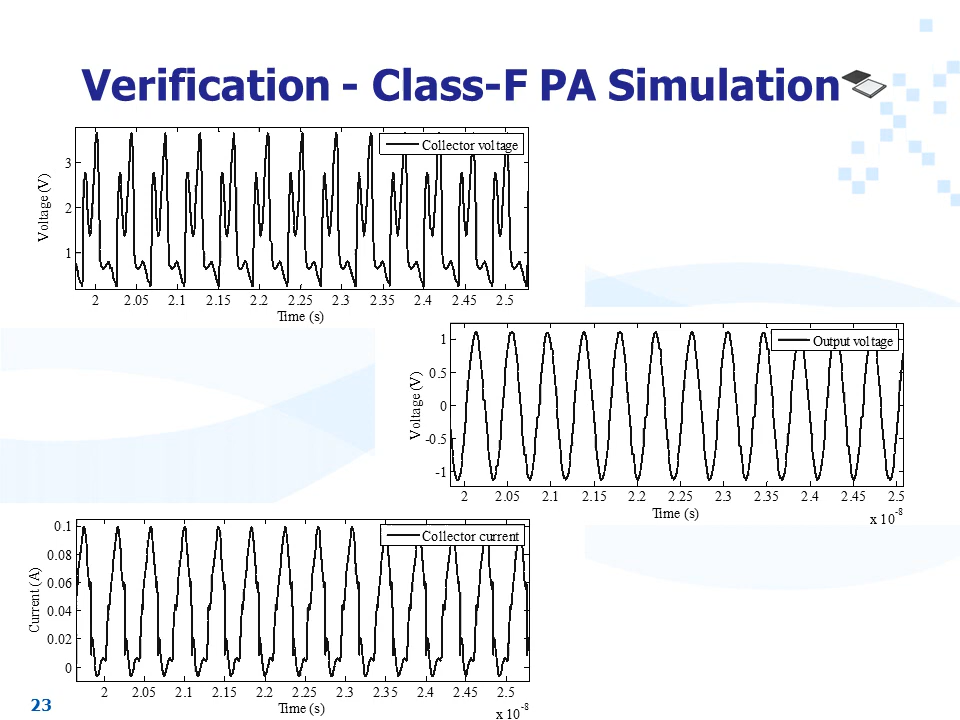 Verification - Class-F PA Simulation
Collector voltage
Voltage (V)
3
2
1
2 2.05 2.1 2.15 2.2 2.25 2.3 2.35 2.4 2.45 2.5
Time (s)
Output voltage
Voltage (V)
1
0.5
0
-0.5
-1
2 2.05 2.1 2.15 2.2 2.25 2.3 2.35 2.4 2.45 2.5
Time (s)
x 10-8
Collector current
Current (A)
0.1
0.08
0.06
0.04
0.02
0
2 2.05 2.1 2.15 2.2 2.25 2.3 2.35 2.4 2.45 2.5
Time (s)
x 10-8
23